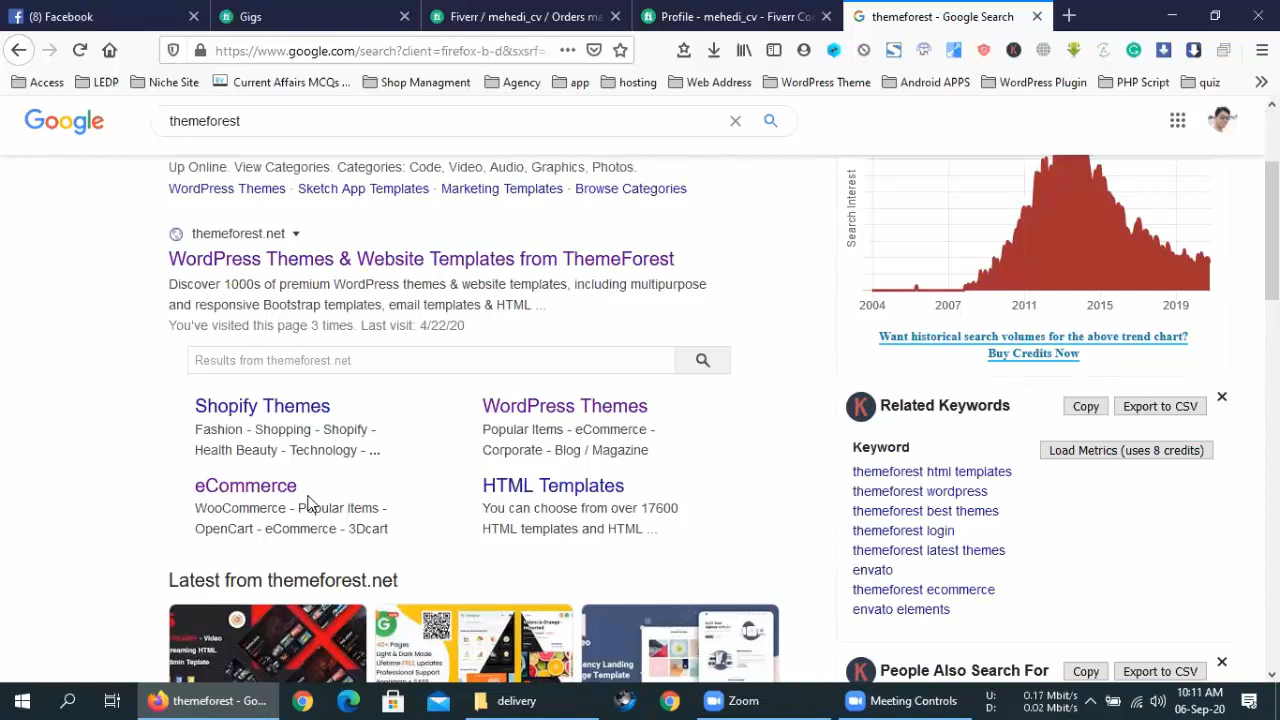 (8) Facebook
Gigs
Fiverr / mehedi_cv / Orders ma
Profile - mehedi_cv - Fiverr Co
themeforest - Google Search
https://www.google.com/search?client=firefox-b-d&sxsrf=
Access
LEDP
Niche Site
Current Affairs MCQs ...
Shop Managment
Agency
app
hosting
Web Address
WordPress Theme
Android APPS
WordPress Plugin
PHP Script
quiz
Google
themeforest
Up Online. View Categories. Categories: Code, Video, Audio, Graphics, Photos.
WordPress Themes · Sketch App Templates · Marketing Templates · Browse Categories
themeforest.net
WordPress Themes & Website Templates from ThemeForest
Discover 1000s of premium WordPress themes & website templates, including multipurpose
and responsive Bootstrap templates, email templates & HTML ...
You've visited this page 3 times. Last visit: 4/22/20
Results from themeforest.net
Shopify Themes
Fashion - Shopping - Shopify -
Health Beauty - Technology - ...
WordPress Themes
Popular Items - eCommerce -
Corporate - Blog / Magazine
eCommerce
WooCommerce - Popular Items -
OpenCart - eCommerce - 3Dcart
HTML Templates
You can choose from over 17600
HTML templates and HTML ...
Latest from themeforest.net
Search Interest
2004 2007 2011 2015 2019
Want historical search volumes for the above trend chart?
Buy Credits Now
K Related Keywords
Copy
Export to CSV
Keyword
Load Metrics (uses 8 credits)
themeforest html templates
themeforest wordpress
themeforest best themes
themeforest login
themeforest latest themes
envato
themeforest ecommerce
envato elements
K People Also Search For
Copy
Export to CSV
themeforest - Go...
delivery
Zoom
Meeting Controls
U: 0.17 Mbit/s
D: 0.02 Mbit/s
10:11 AM
06-Sep-20